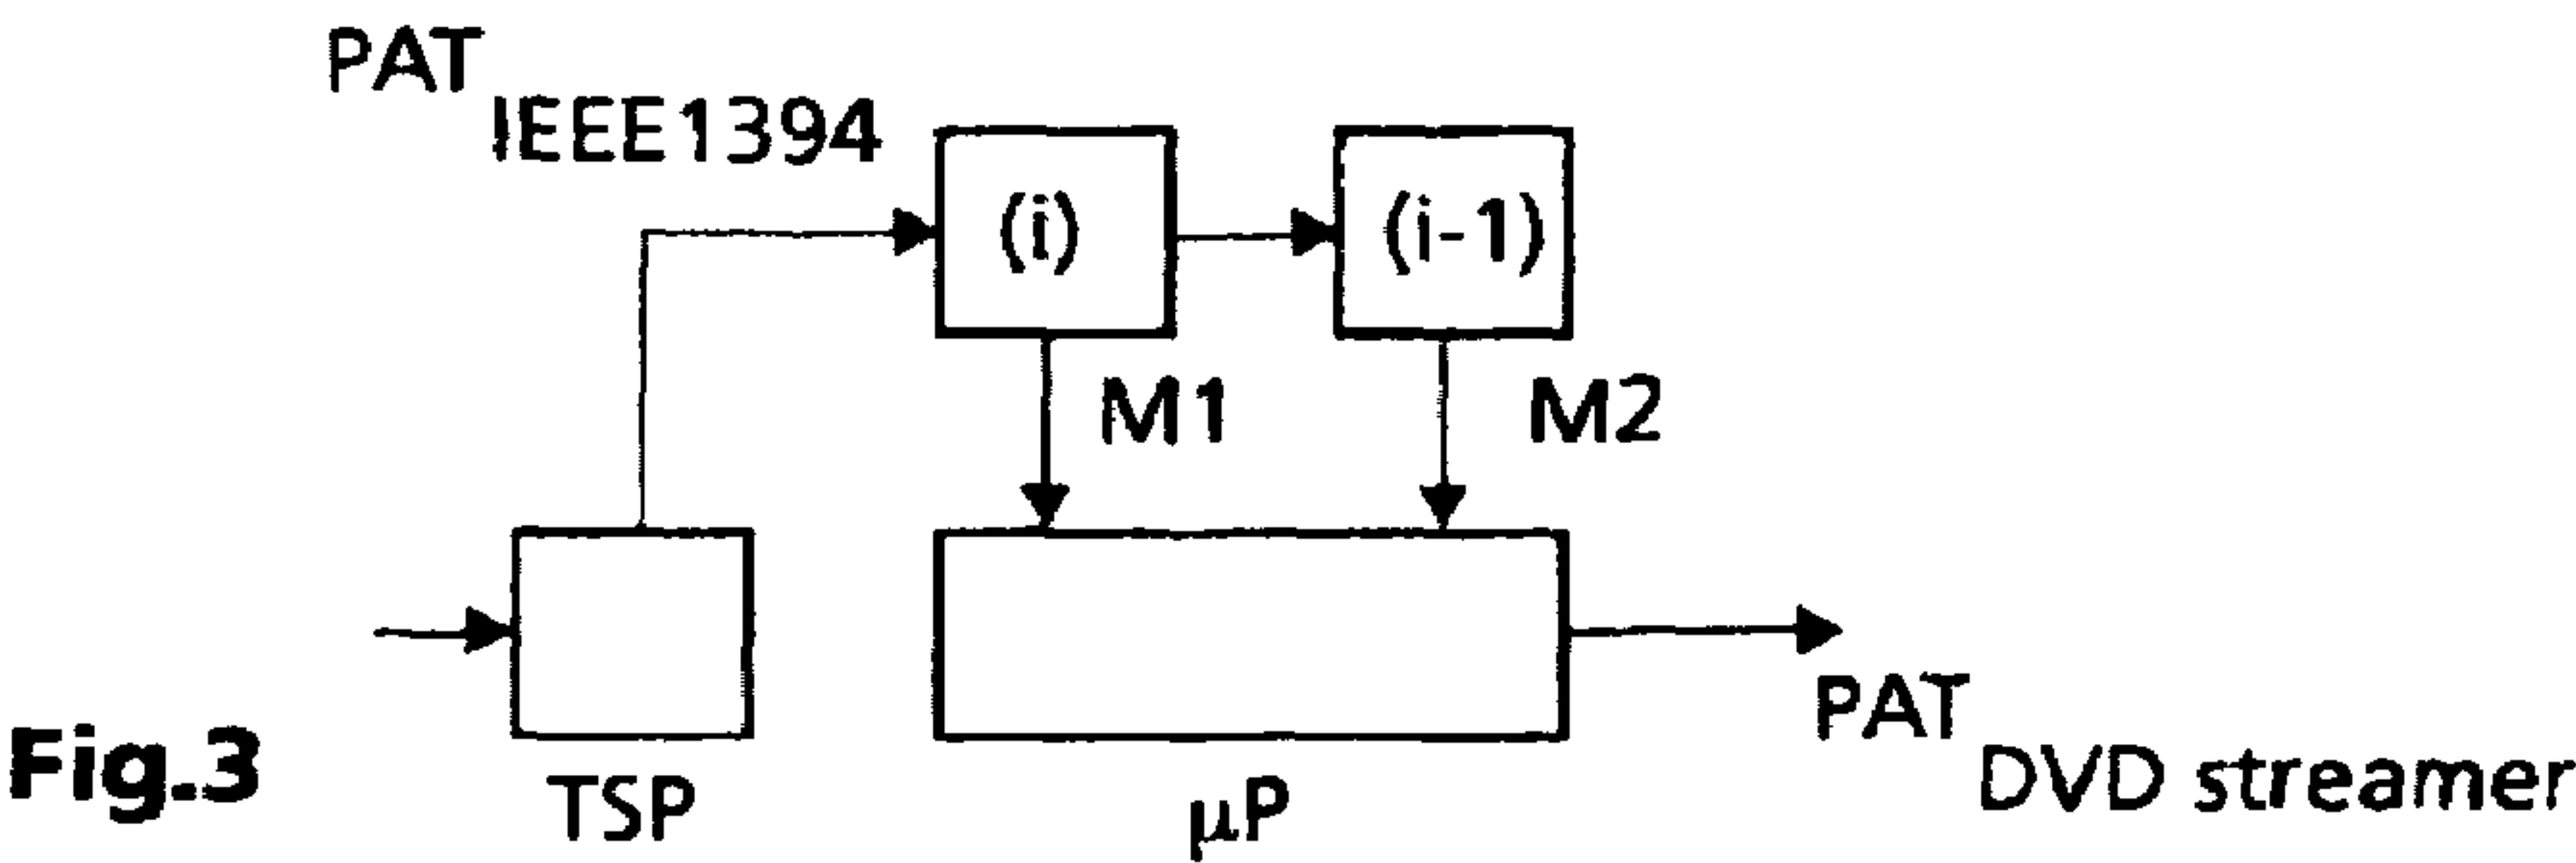 PAT IEEE1394
(i) (i-1)
M1 M2
PAT DVD streamer
Fig.3 TSP µP